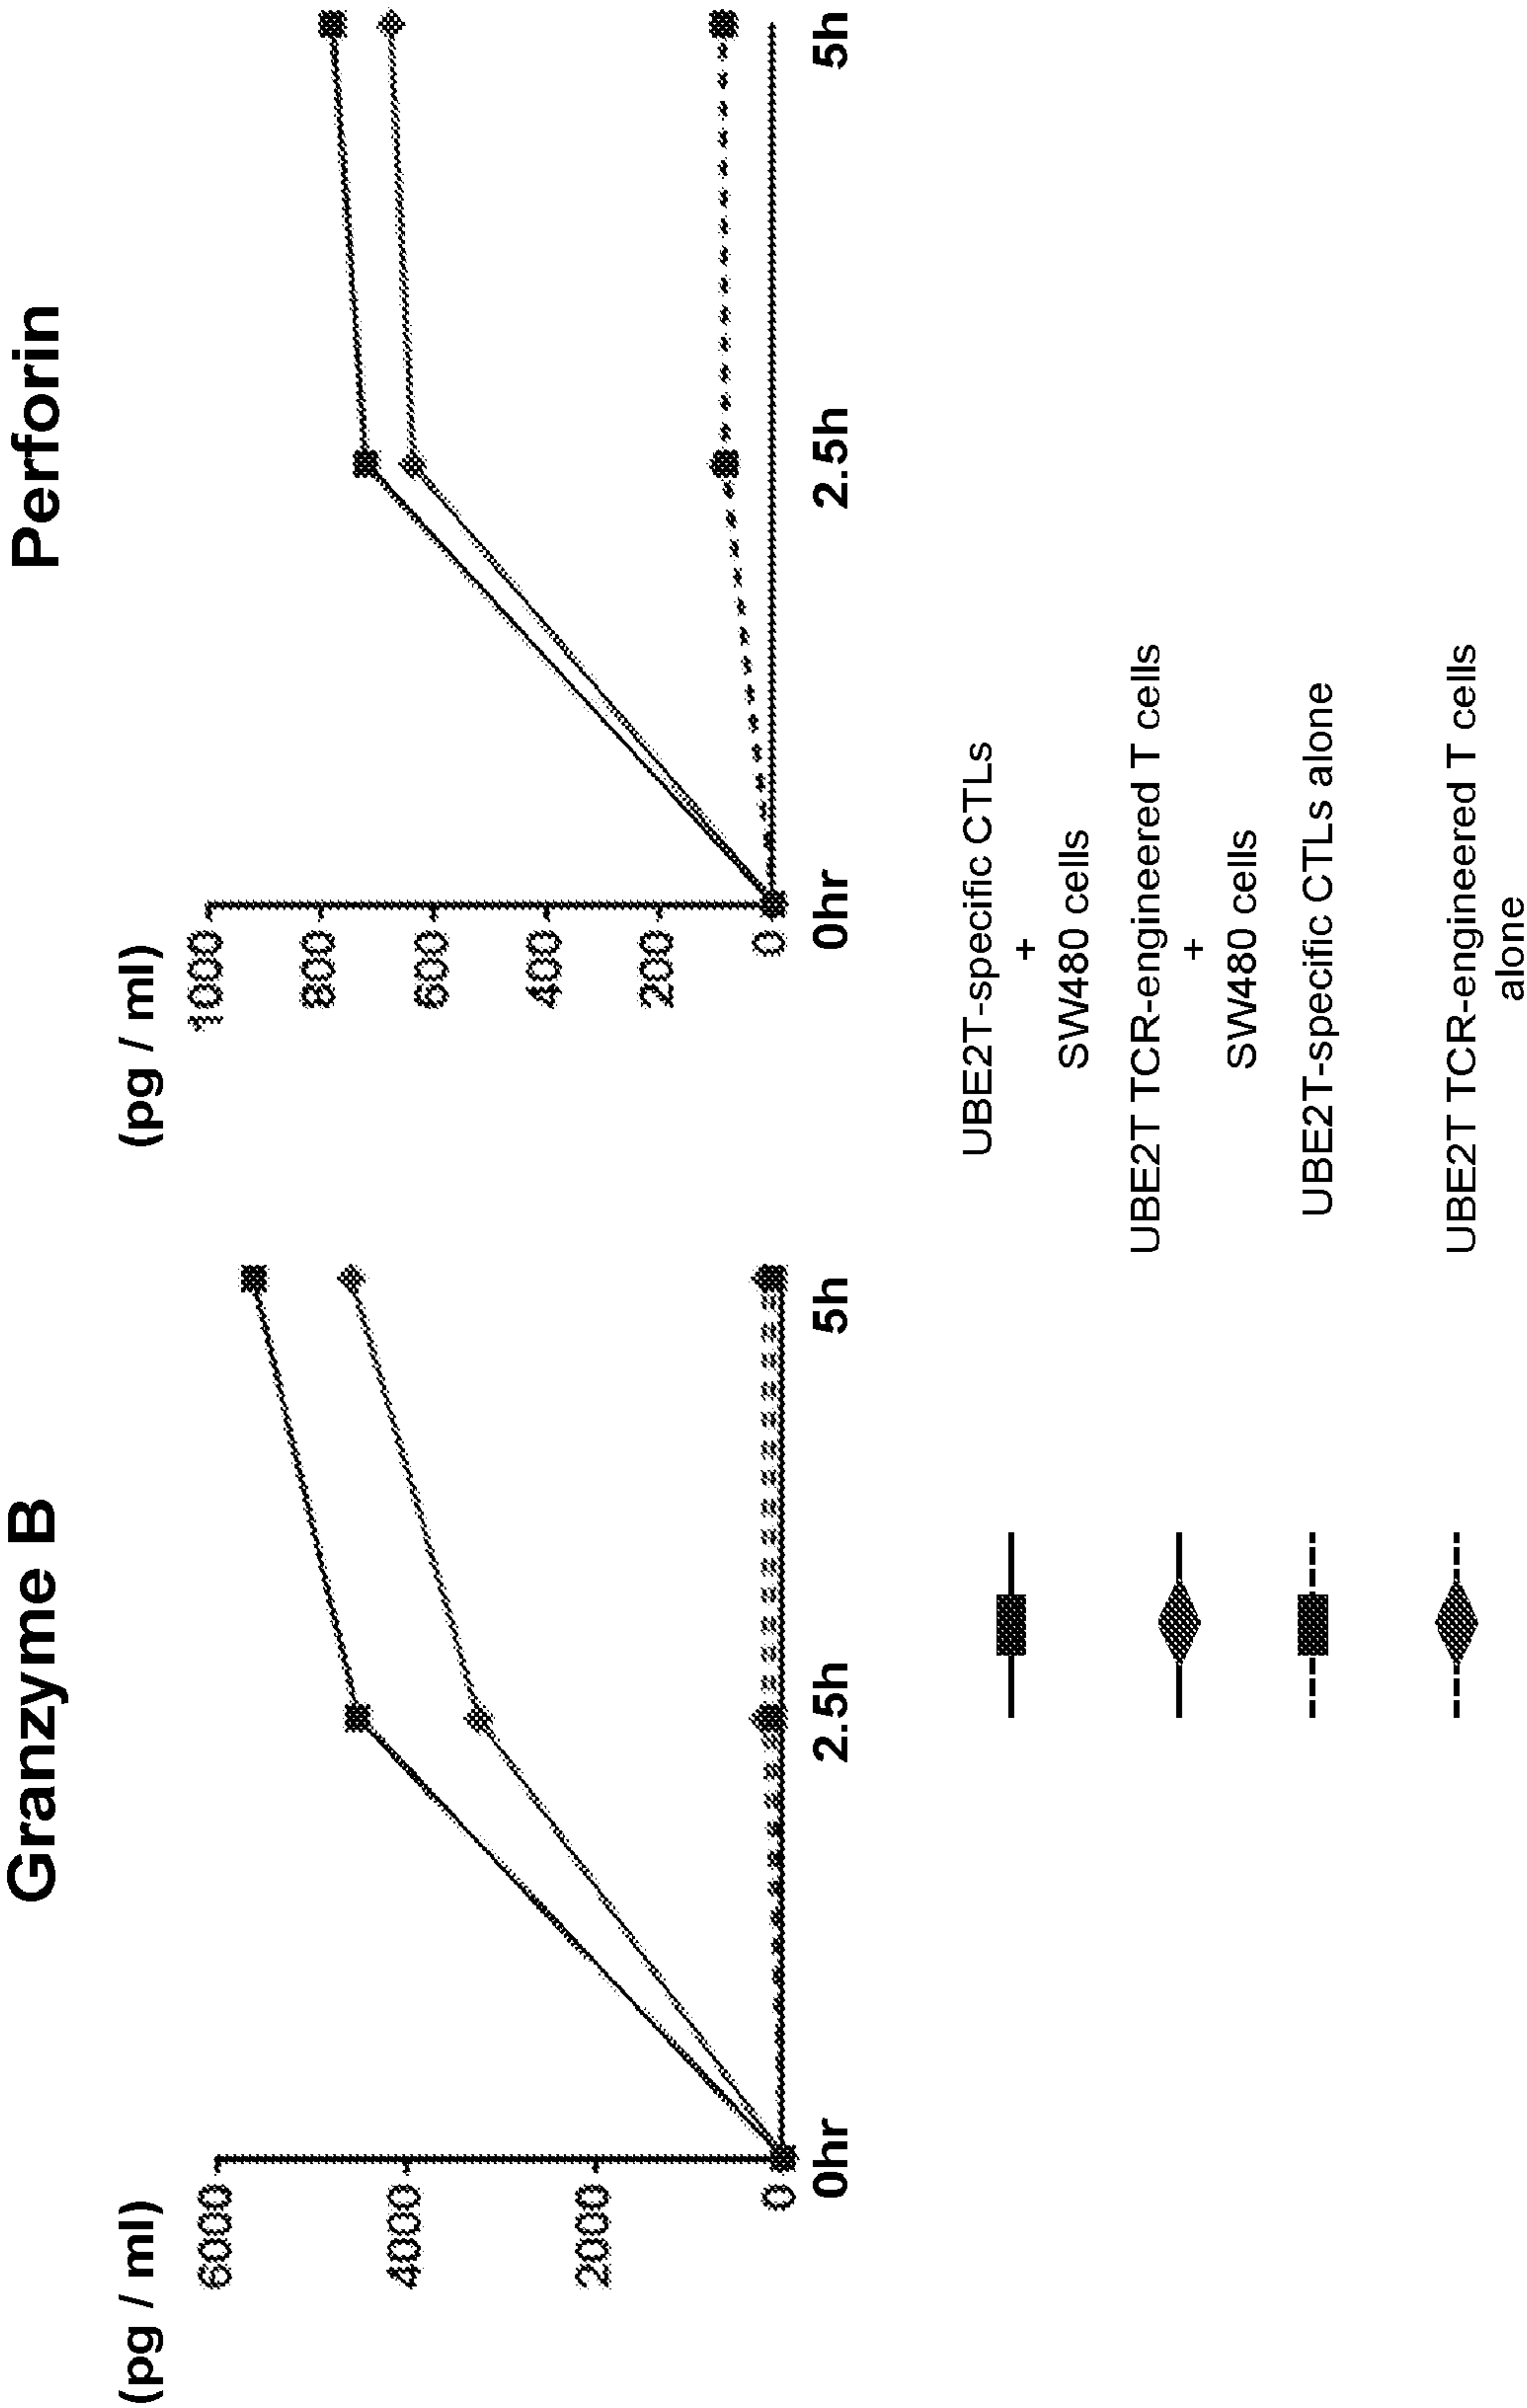 Granzyme B
(pg / ml)
6000
4000
2000
0
0hr
2.5h
5h
Perforin
(pg / ml)
1000
800
600
400
200
0
0hr
2.5h
5h
UBE2T-specific CTLs
+
SW480 cells
UBE2T TCR-engineered T cells
+
SW480 cells
UBE2T-specific CTLs alone
UBE2T TCR-engineered T cells
alone